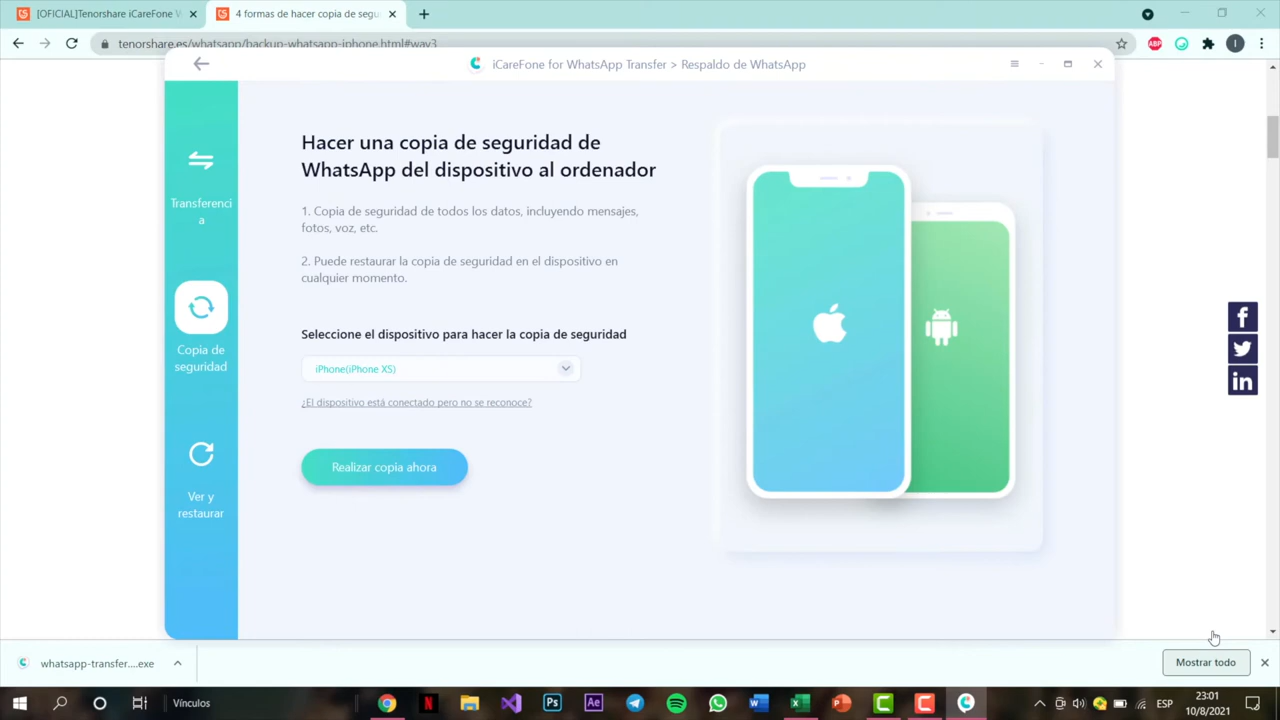 [OFICIAL]Tenorshare iCareFone W
4 formas de hacer copia de segu
tenorshare.es/whatsapp/backup-whatsapp-iphone.html#way3
ABP
I
iCareFone for WhatsApp Transfer > Respaldo de WhatsApp
Transferenci
a
Copia de
seguridad
Ver y
restaurar
Hacer una copia de seguridad de
WhatsApp del dispositivo al ordenador
1. Copia de seguridad de todos los datos, incluyendo mensajes,
fotos, voz, etc.
2. Puede restaurar la copia de seguridad en el dispositivo en
cualquier momento.
Seleccione el dispositivo para hacer la copia de seguridad
iPhone(iPhone XS)
¿El dispositivo está conectado pero no se reconoce?
Realizar copia ahora
whatsapp-transfer....exe
Mostrar todo
Vínculos
ESP
23:01
10/8/2021